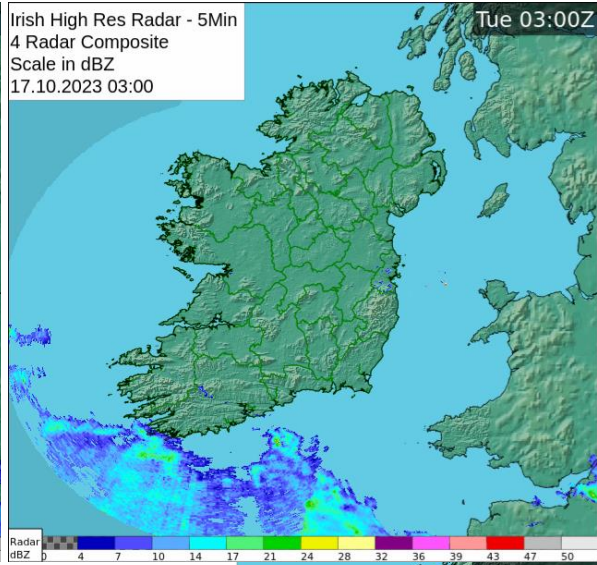 Irish High Res Radar - 5Min
4 Radar Composite
Scale in dBZ
17.10.2023 03:00
Tue 03:00Z
Radar
dBZ
0 4 7 10 14 17 21 24 28 32 36 39 43 47 50